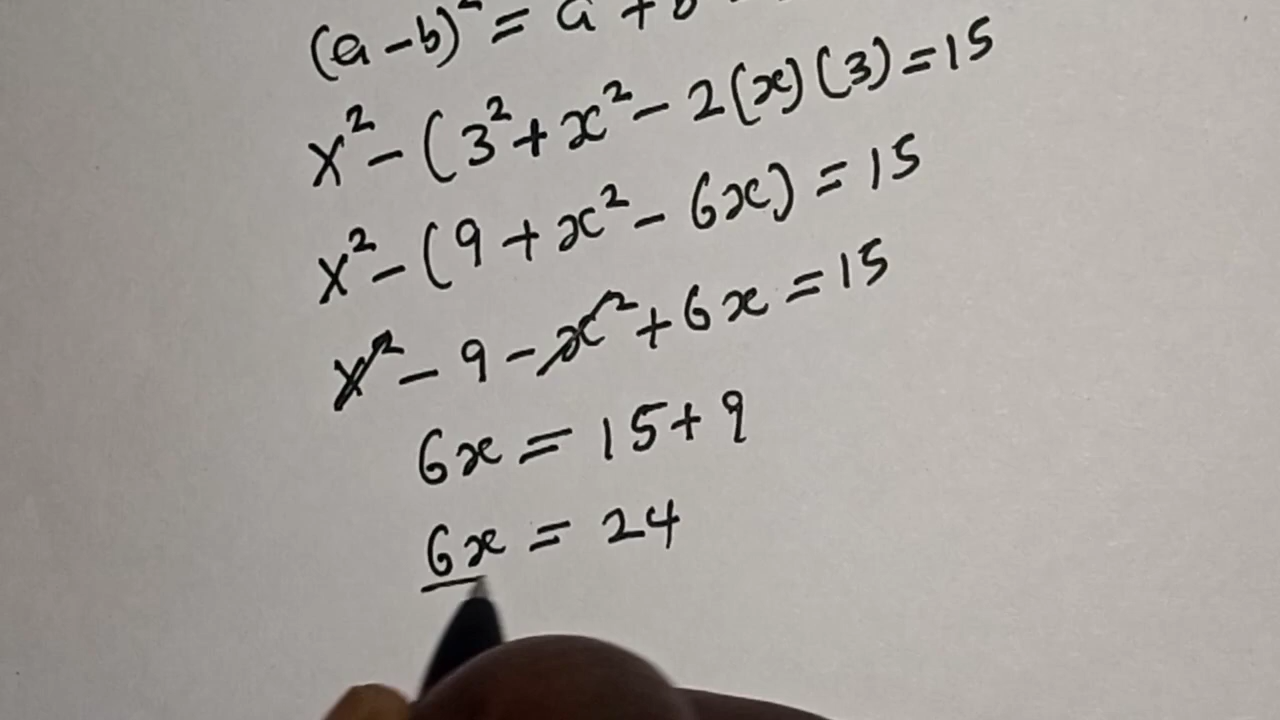 (a-b)² = a + b
x² - (3² + x² - 2(x)(3) = 15
x² - (9 + x² - 6x) = 15
x² - 9 - x² + 6x = 15
6x = 15 + 9
6x = 24